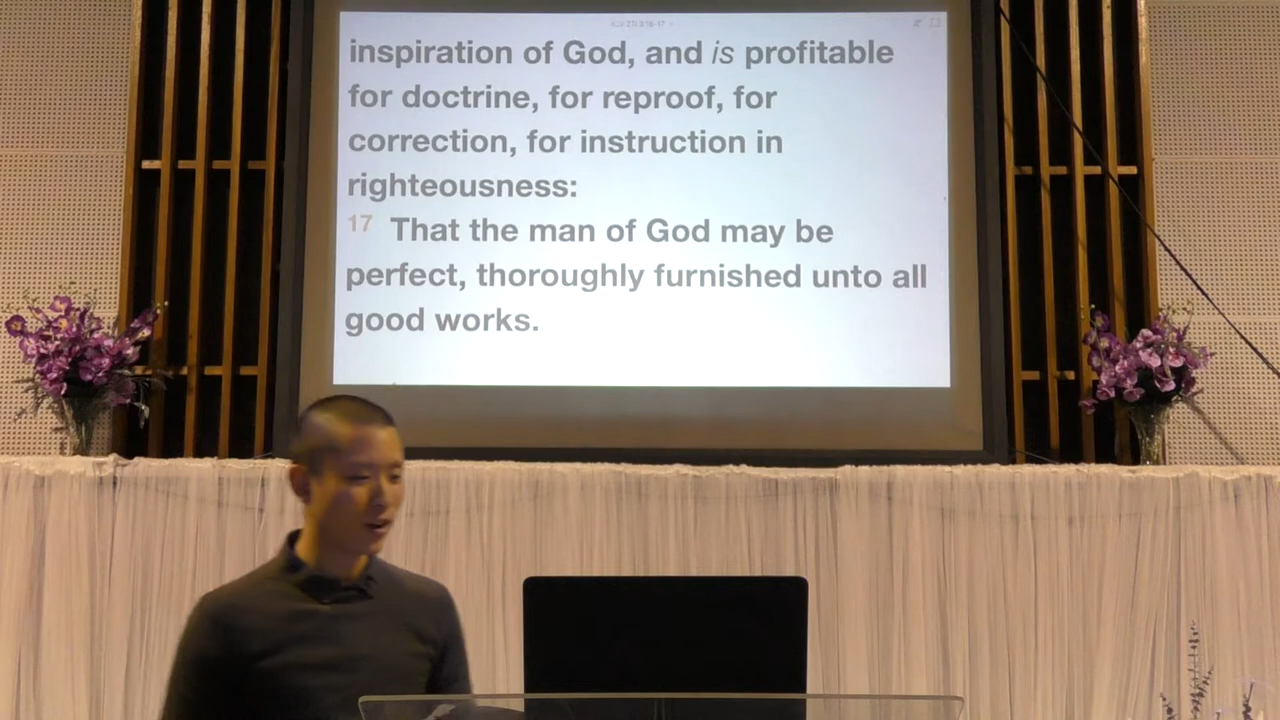 inspiration of God, and is profitable
for doctrine, for reproof, for
correction, for instruction in
righteousness:
17 That the man of God may be
perfect, thoroughly furnished unto all
good works.